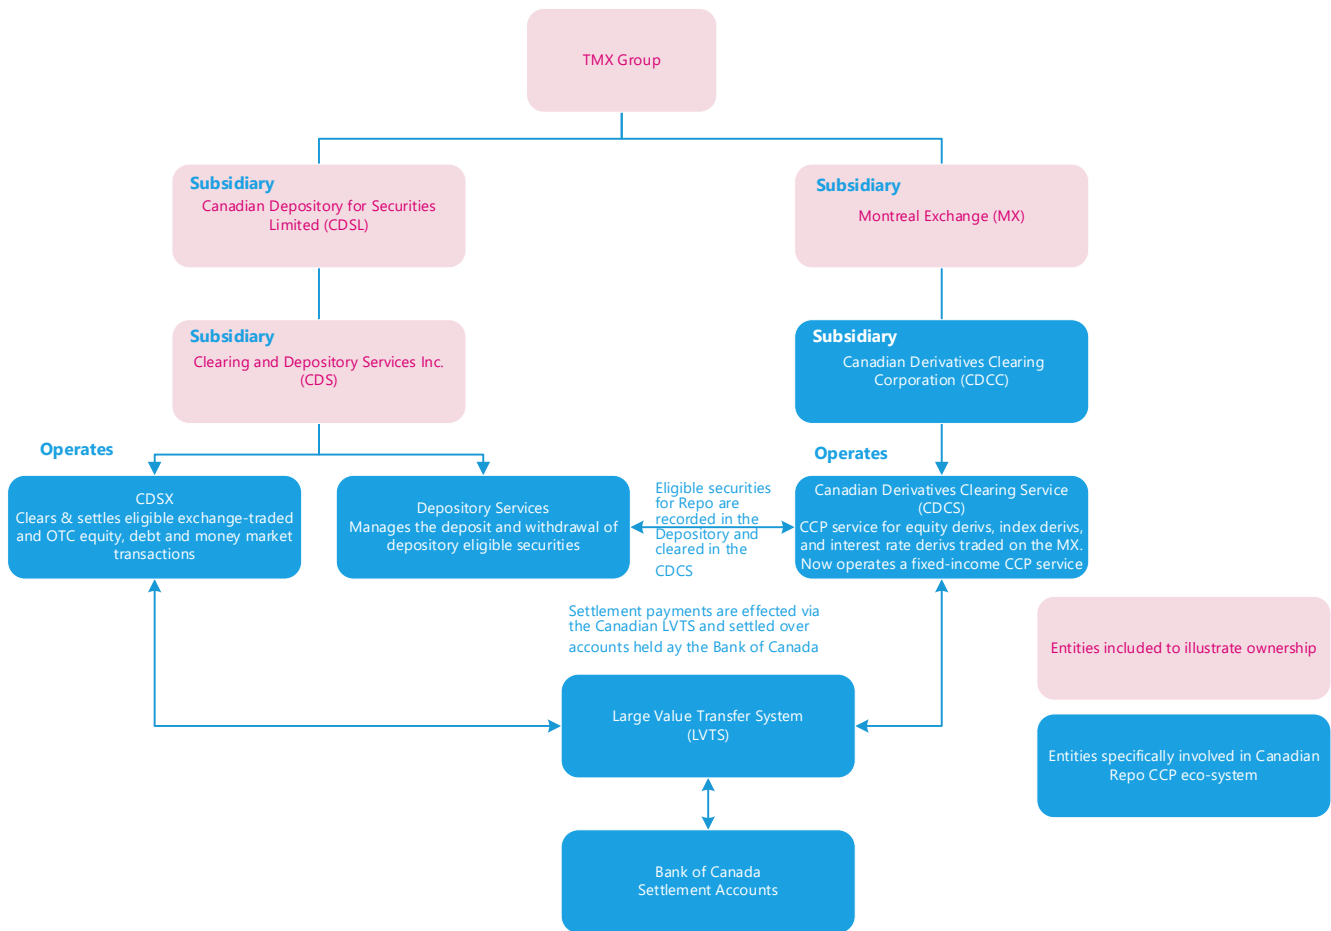 TMX Group
Subsidiary
Canadian Depository for Securities
Limited (CDSL)
Subsidiary
Montreal Exchange (MX)
Subsidiary
Clearing and Depository Services Inc.
(CDS)
Subsidiary
Canadian Derivatives Clearing
Corporation (CDCC)
Operates
Operates
CDSX
Clears & settles eligible exchange-traded
and OTC equity, debt and money market
transactions
Depository Services
Manages the deposit and withdrawal of
depository eligible securities
Eligible securities
for Repo are
recorded in the
Depository and
cleared in the
CDCS
Canadian Derivatives Clearing Service
(CDCS)
CCP service for equity derivs, index derivs,
and interest rate derivs traded on the MX.
Now operates a fixed-income CCP service
Settlement payments are effected via
the Canadian LVTS and settled over
accounts held ay the Bank of Canada
Entities included to illustrate ownership
Large Value Transfer System
(LVTS)
Entities specifically involved in Canadian
Repo CCP eco-system
Bank of Canada
Settlement Accounts